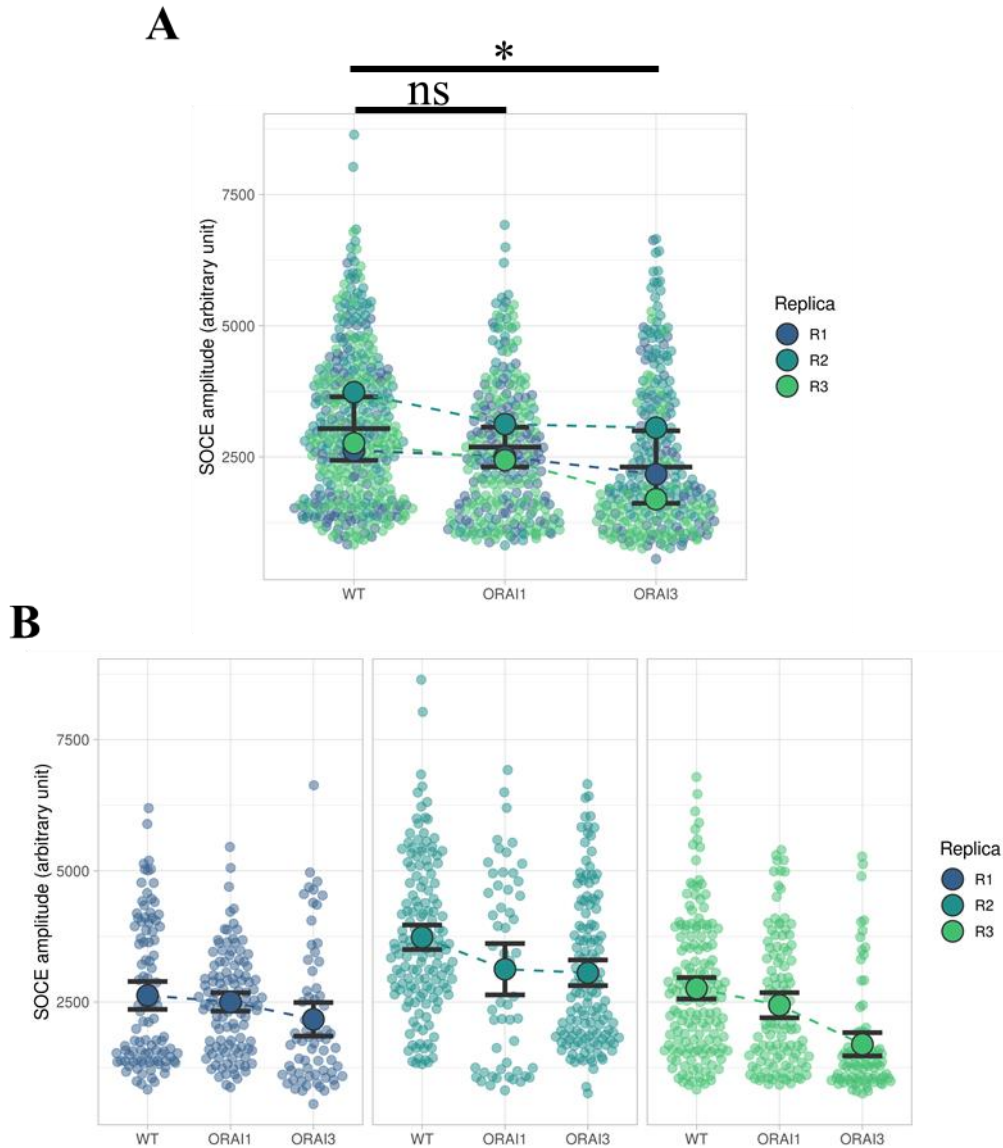 A
*
ns
SOCE amplitude (arbitrary unit)
7500
5000
2500
WT ORAI1 ORAI3
Replica
R1
R2
R3
B
SOCE amplitude (arbitrary unit)
7500
5000
2500
WT ORAI1 ORAI3 WT ORAI1 ORAI3 WT ORAI1 ORAI3
Replica
R1
R2
R3